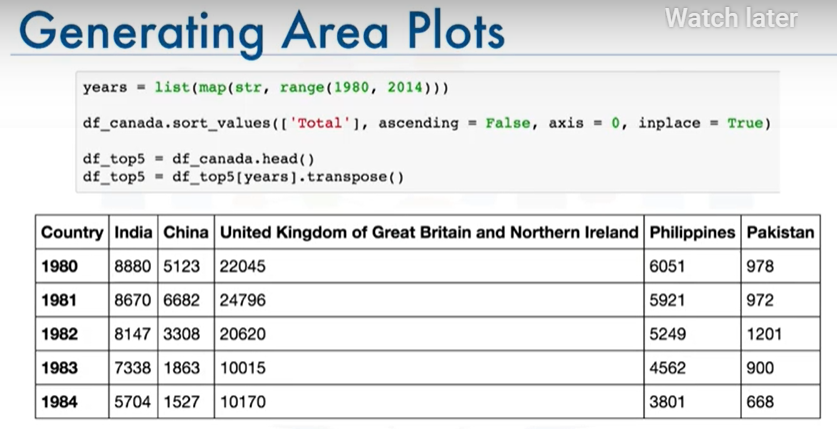 Generating Area Plots
Watch later
years = list(map(str, range(1980, 2014)))
df_canada.sort_values(['Total'], ascending = False, axis = 0, inplace = True)
df_top5 = df_canada.head()
df_top5 = df_top5[years].transpose()
Country India China United Kingdom of Great Britain and Northern Ireland Philippines Pakistan
1980 8880 5123 22045 6051 978
1981 8670 6682 24796 5921 972
1982 8147 3308 20620 5249 1201
1983 7338 1863 10015 4562 900
1984 5704 1527 10170 3801 668